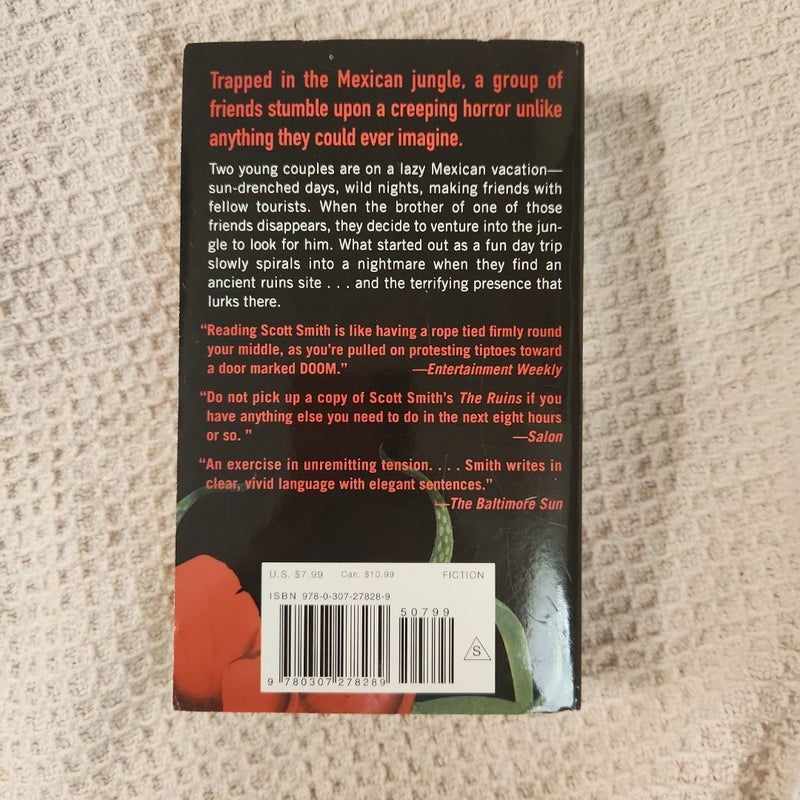 Trapped in the Mexican jungle, a group of
friends stumble upon a creeping horror unlike
anything they could ever imagine.
Two young couples are on a lazy Mexican vacation—
sun-drenched days, wild nights, making friends with
fellow tourists. When the brother of one of those
friends disappears, they decide to venture into the jun-
gle to look for him. What started out as a fun day trip
slowly spirals into a nightmare when they find an
ancient ruins site . . . and the terrifying presence that
lurks there.
“Reading Scott Smith is like having a rope tied firmly round
your middle, as you’re pulled on protesting tiptoes toward
a door marked DOOM.” —Entertainment Weekly
“Do not pick up a copy of Scott Smith’s The Ruins if you
have anything else you need to do in the next eight hours
or so. ” —Salon
“An exercise in unremitting tension. . . . Smith writes in
clear, vivid language with elegant sentences.”
—The Baltimore Sun
U.S. $7.99 Can. $10.99 FICTION
ISBN 978-0-307-27828-9
50799
S
9 780307 278289